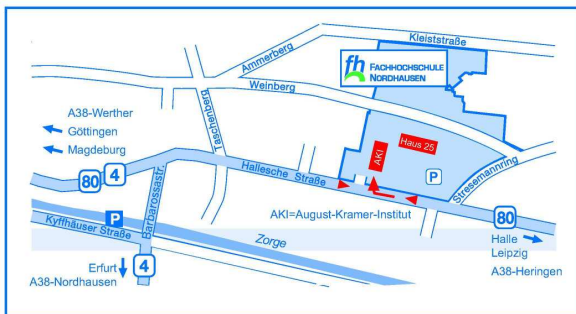 Kleiststraße
Ammerberg
fh FACHHOCHSCHULE
NORDHAUSEN
Weinberg
A38-Werther
Göttingen
Magdeburg
Taschenberg
AKI
Haus 25
P
Stresemannring
80
4
Hallesche Straße
Barbarossastr.
AKI=August-Kramer-Institut
P
Kyffhäuser Straße
80
Zorge
Halle
Leipzig
A38-Heringen
Erfurt
A38-Nordhausen
4